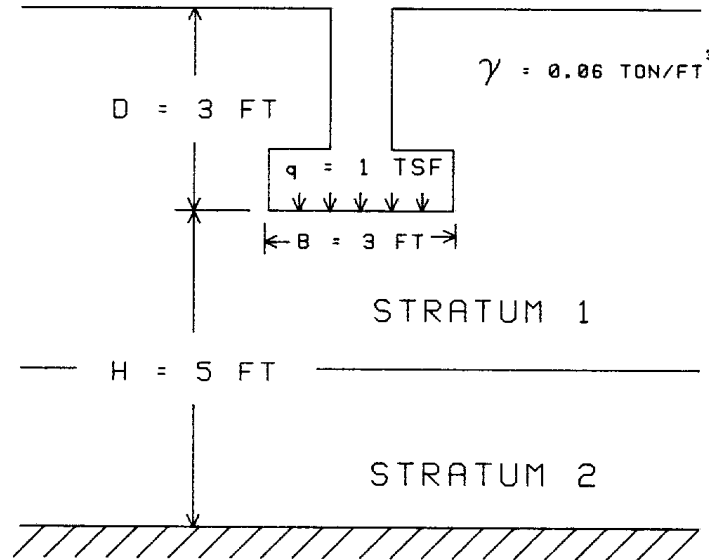 γ = 0.06 TON/FT³
D = 3 FT
q = 1 TSF
B = 3 FT
STRATUM 1
H = 5 FT
STRATUM 2